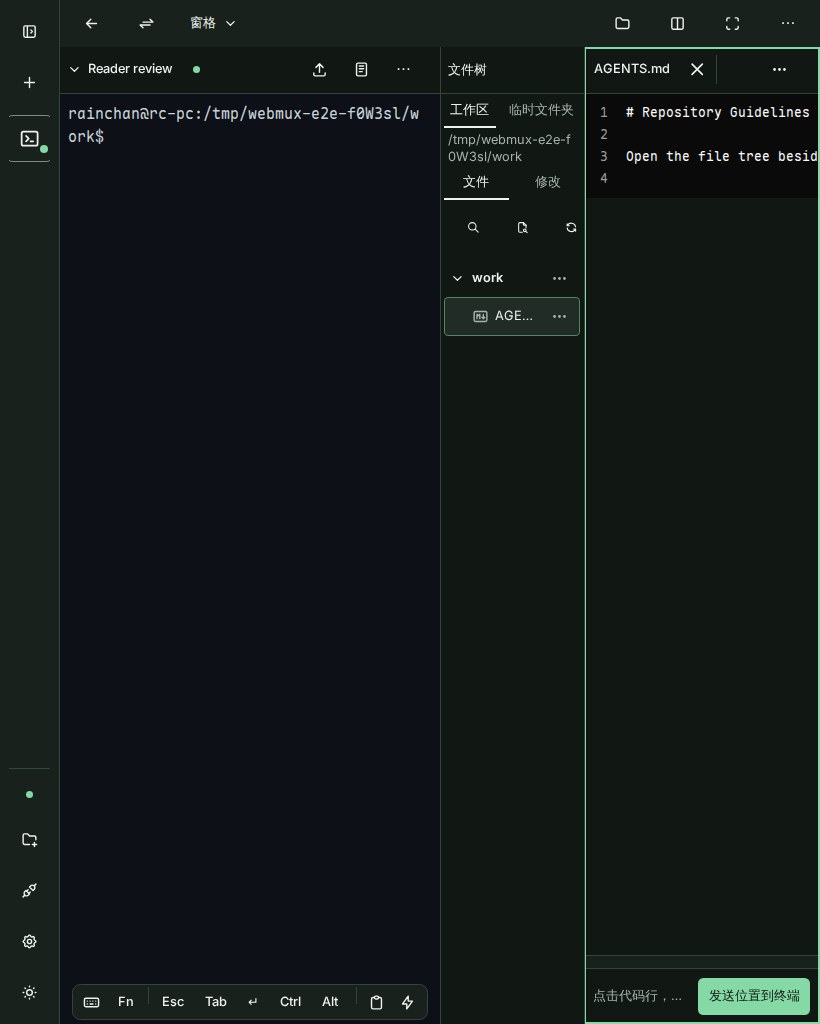 窗格
Reader review
文件树
AGENTS.md
rainchan@rc-pc:/tmp/webmux-e2e-f0W3sl/w
ork$
工作区 临时文件夹
/tmp/webmux-e2e-f
0W3sl/work
文件 修改
work
AGE...
1 # Repository Guidelines
2
3 Open the file tree besid
4
Fn Esc Tab ↵ Ctrl Alt
点击代码行，... 发送位置到终端